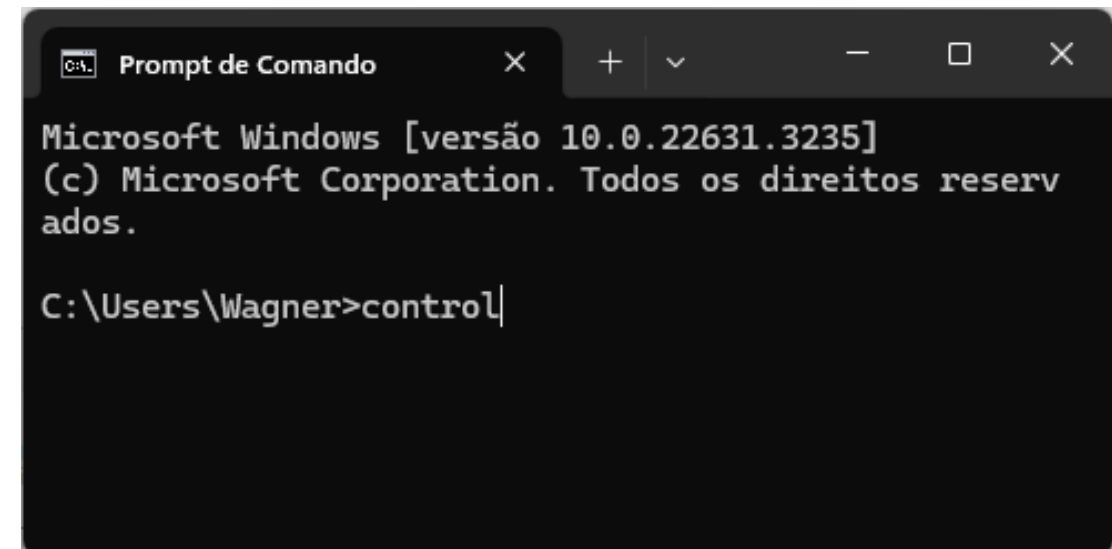 Prompt de Comando
Microsoft Windows [versão 10.0.22631.3235]
(c) Microsoft Corporation. Todos os direitos reserv
ados.
C:\Users\Wagner>control